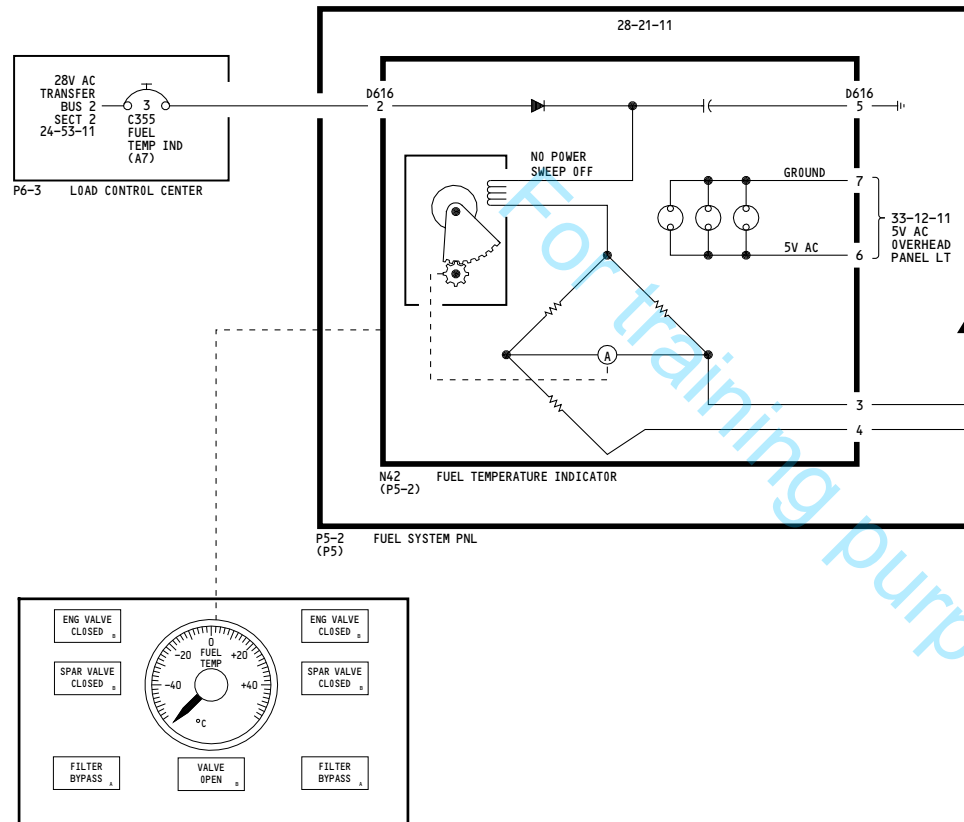 28-21-11
28V AC
TRANSFER
BUS 2
SECT 2
24-53-11
3
C355
FUEL
TEMP IND
(A7)
P6-3 LOAD CONTROL CENTER
D616
2
D616
5
NO POWER
SWEEP OFF
GROUND
7
5V AC
6
33-12-11
5V AC
OVERHEAD
PANEL LT
A
3
4
N42 FUEL TEMPERATURE INDICATOR
(P5-2)
P5-2 FUEL SYSTEM PNL
(P5)
ENG VALVE
CLOSED B
ENG VALVE
CLOSED B
SPAR VALVE
CLOSED B
SPAR VALVE
CLOSED B
0
-20 FUEL +20
TEMP
-40 +40
°C
FILTER
BYPASS A
VALVE
OPEN B
FILTER
BYPASS A
For training purp